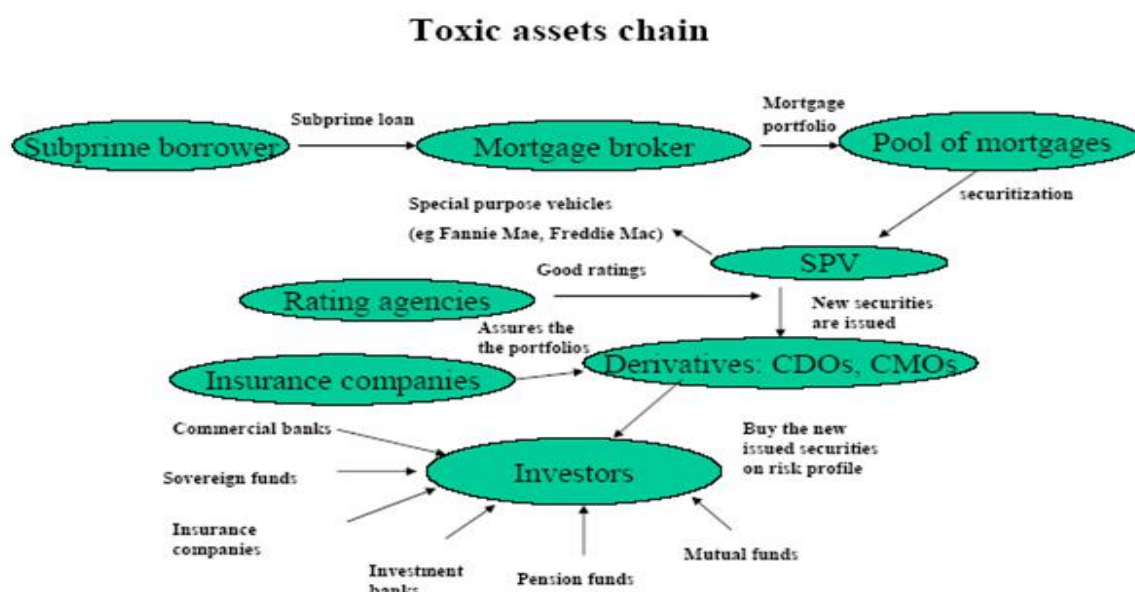 Toxic assets chain
Subprime borrower
Subprime loan
Mortgage broker
Mortgage
portfolio
Pool of mortgages
securitization
Special purpose vehicles
(eg Fannie Mae, Freddie Mac)
SPV
Good ratings
Rating agencies
New securities
are issued
Assures the
the portfolios
Derivatives: CDOs, CMOs
Insurance companies
Commercial banks
Buy the new
issued securities
on risk profile
Investors
Sovereign funds
Insurance
companies
Investment
banks
Pension funds
Mutual funds